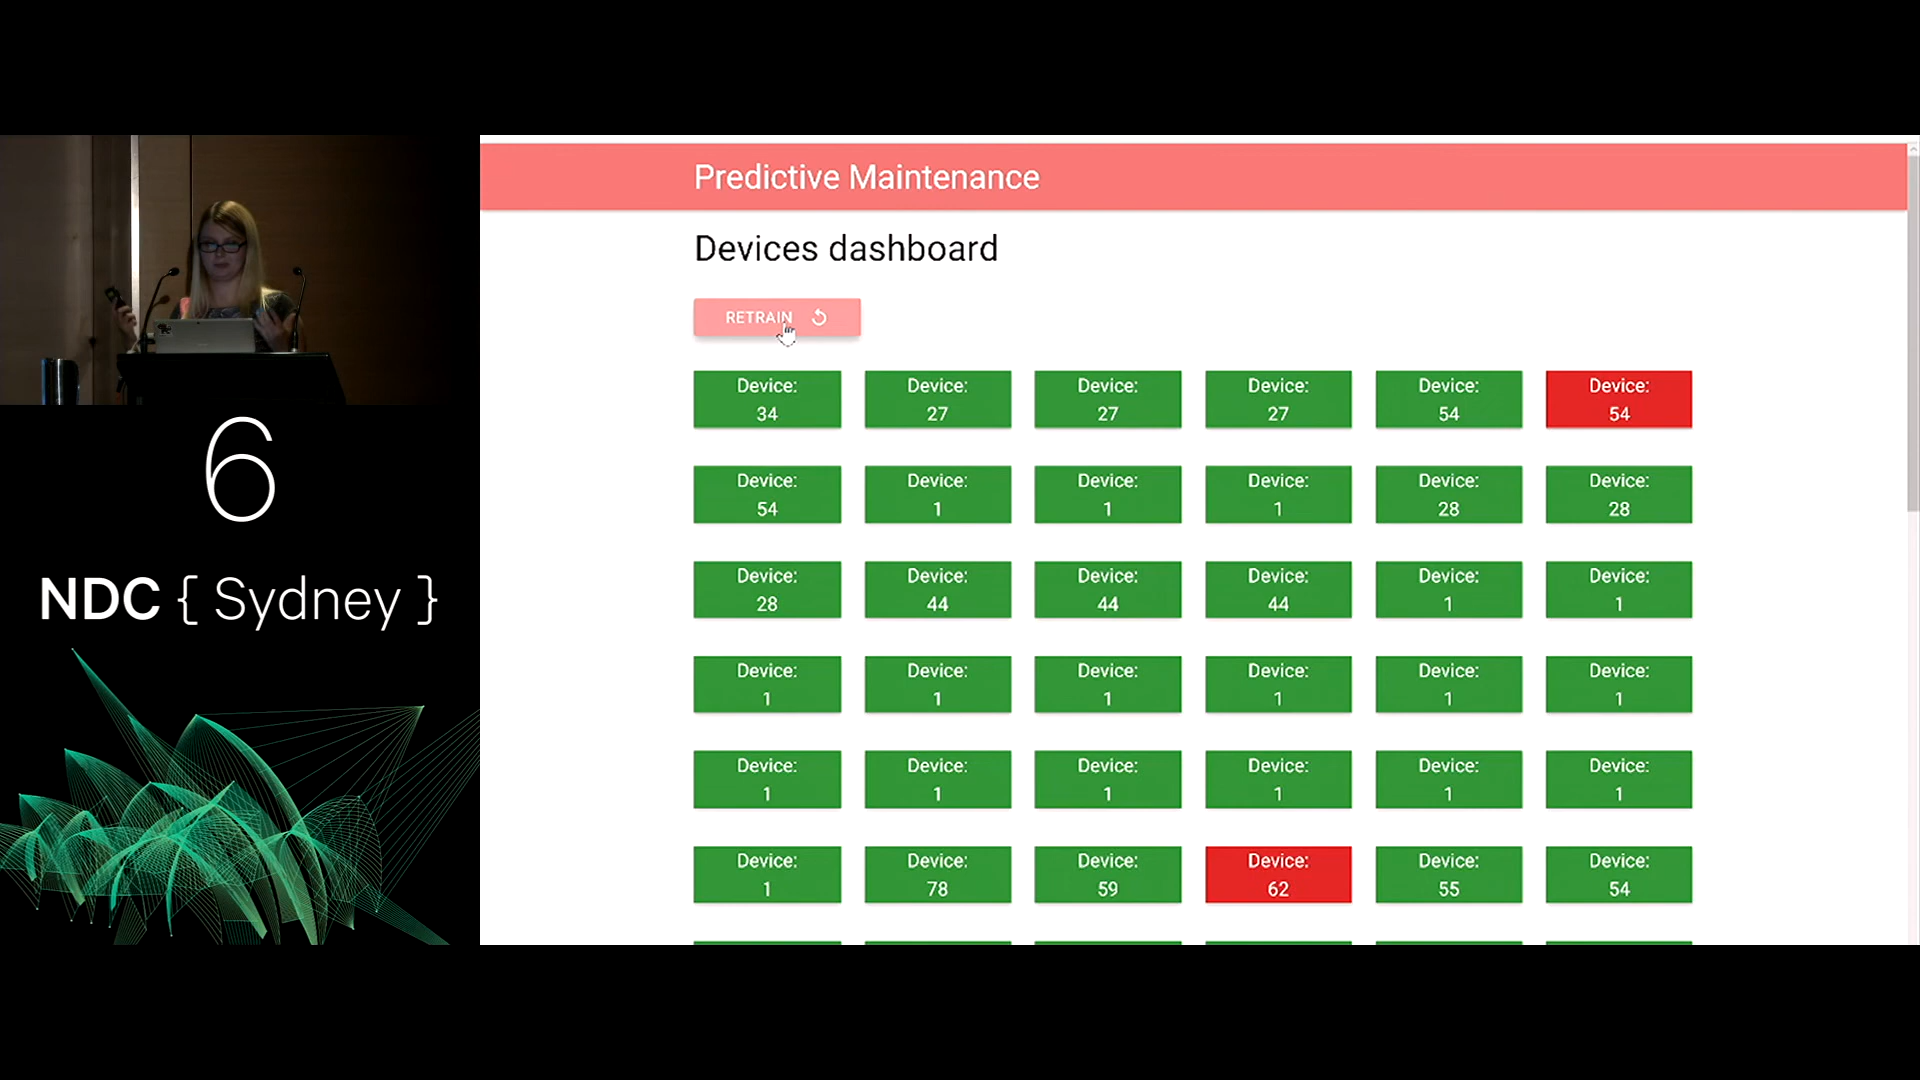 Predictive Maintenance
Devices dashboard
RETRAIN
Device: Device: Device: Device: Device: Device:
34 27 27 27 54 54
Device: Device: Device: Device: Device: Device:
54 1 1 1 28 28
Device: Device: Device: Device: Device: Device:
28 44 44 44 1 1
Device: Device: Device: Device: Device: Device:
1 1 1 1 1 1
Device: Device: Device: Device: Device: Device:
1 1 1 1 1 1
Device: Device: Device: Device: Device: Device:
1 78 59 62 55 54
6
NDC { Sydney }